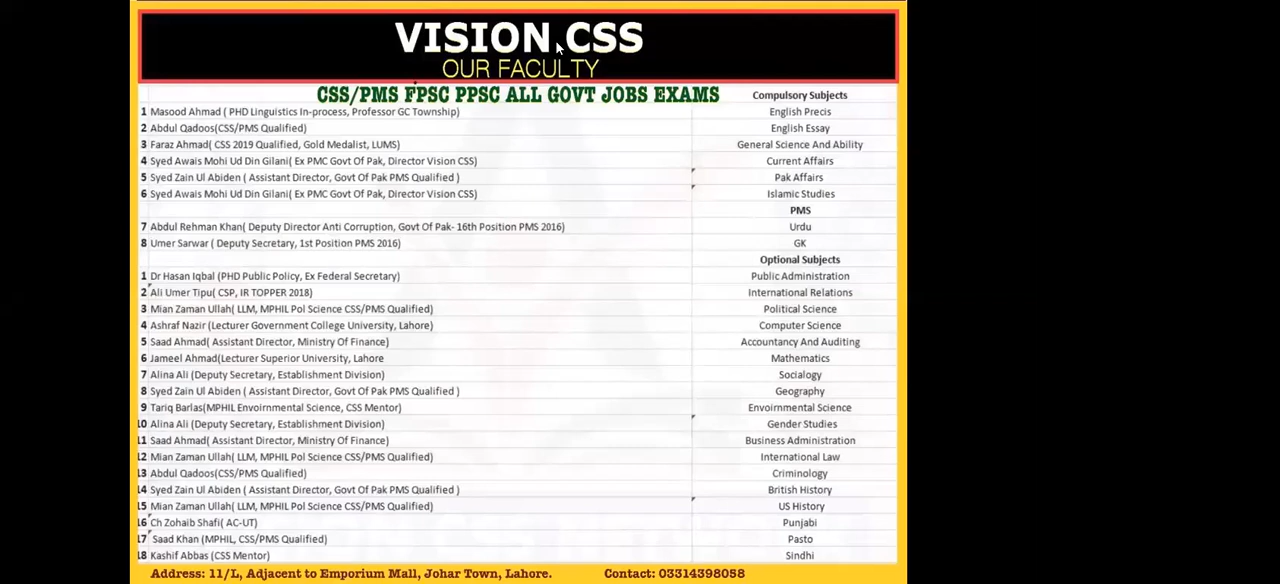 VISION CSS
OUR FACULTY
CSS/PMS FPSC PPSC ALL GOVT JOBS EXAMS Compulsory Subjects
1 Masood Ahmad ( PHD Linguistics In-process, Professor GC Township) English Precis
2 Abdul Qadoos(CSS/PMS Qualified) English Essay
3 Faraz Ahmad( CSS 2019 Qualified, Gold Medalist, LUMS) General Science And Ability
4 Syed Awais Mohi Ud Din Gilani( Ex PMC Govt Of Pak, Director Vision CSS) Current Affairs
5 Syed Zain Ul Abiden ( Assistant Director, Govt Of Pak PMS Qualified ) Pak Affairs
6 Syed Awais Mohi Ud Din Gilani( Ex PMC Govt Of Pak, Director Vision CSS) Islamic Studies
PMS
7 Abdul Rehman Khan( Deputy Director Anti Corruption, Govt Of Pak- 16th Position PMS 2016) Urdu
8 Umer Sarwar ( Deputy Secretary, 1st Position PMS 2016) GK
Optional Subjects
1 Dr Hasan Iqbal (PHD Public Policy, Ex Federal Secretary) Public Administration
2 Ali Umer Tipu( CSP, IR TOPPER 2018) International Relations
3 Mian Zaman Ullah( LLM, MPHIL Pol Science CSS/PMS Qualified) Political Science
4 Ashraf Nazir (Lecturer Government College University, Lahore) Computer Science
5 Saad Ahmad( Assistant Director, Ministry Of Finance) Accountancy And Auditing
6 Jameel Ahmad(Lecturer Superior University, Lahore Mathematics
7 Alina Ali (Deputy Secretary, Establishment Division) Socialogy
8 Syed Zain Ul Abiden ( Assistant Director, Govt Of Pak PMS Qualified ) Geography
9 Tariq Barlas(MPHIL Envoirnmental Science, CSS Mentor) Envoirnmental Science
10 Alina Ali (Deputy Secretary, Establishment Division) Gender Studies
11 Saad Ahmad( Assistant Director, Ministry Of Finance) Business Administration
12 Mian Zaman Ullah( LLM, MPHIL Pol Science CSS/PMS Qualified) International Law
13 Abdul Qadoos(CSS/PMS Qualified) Criminology
14 Syed Zain Ul Abiden ( Assistant Director, Govt Of Pak PMS Qualified ) British History
15 Mian Zaman Ullah( LLM, MPHIL Pol Science CSS/PMS Qualified) US History
16 Ch Zohaib Shafi( AC-UT) Punjabi
17 Saad Khan (MPHIL, CSS/PMS Qualified) Pasto
18 Kashif Abbas (CSS Mentor) Sindhi
Address: 11/L, Adjacent to Emporium Mall, Johar Town, Lahore. Contact: 03314398058